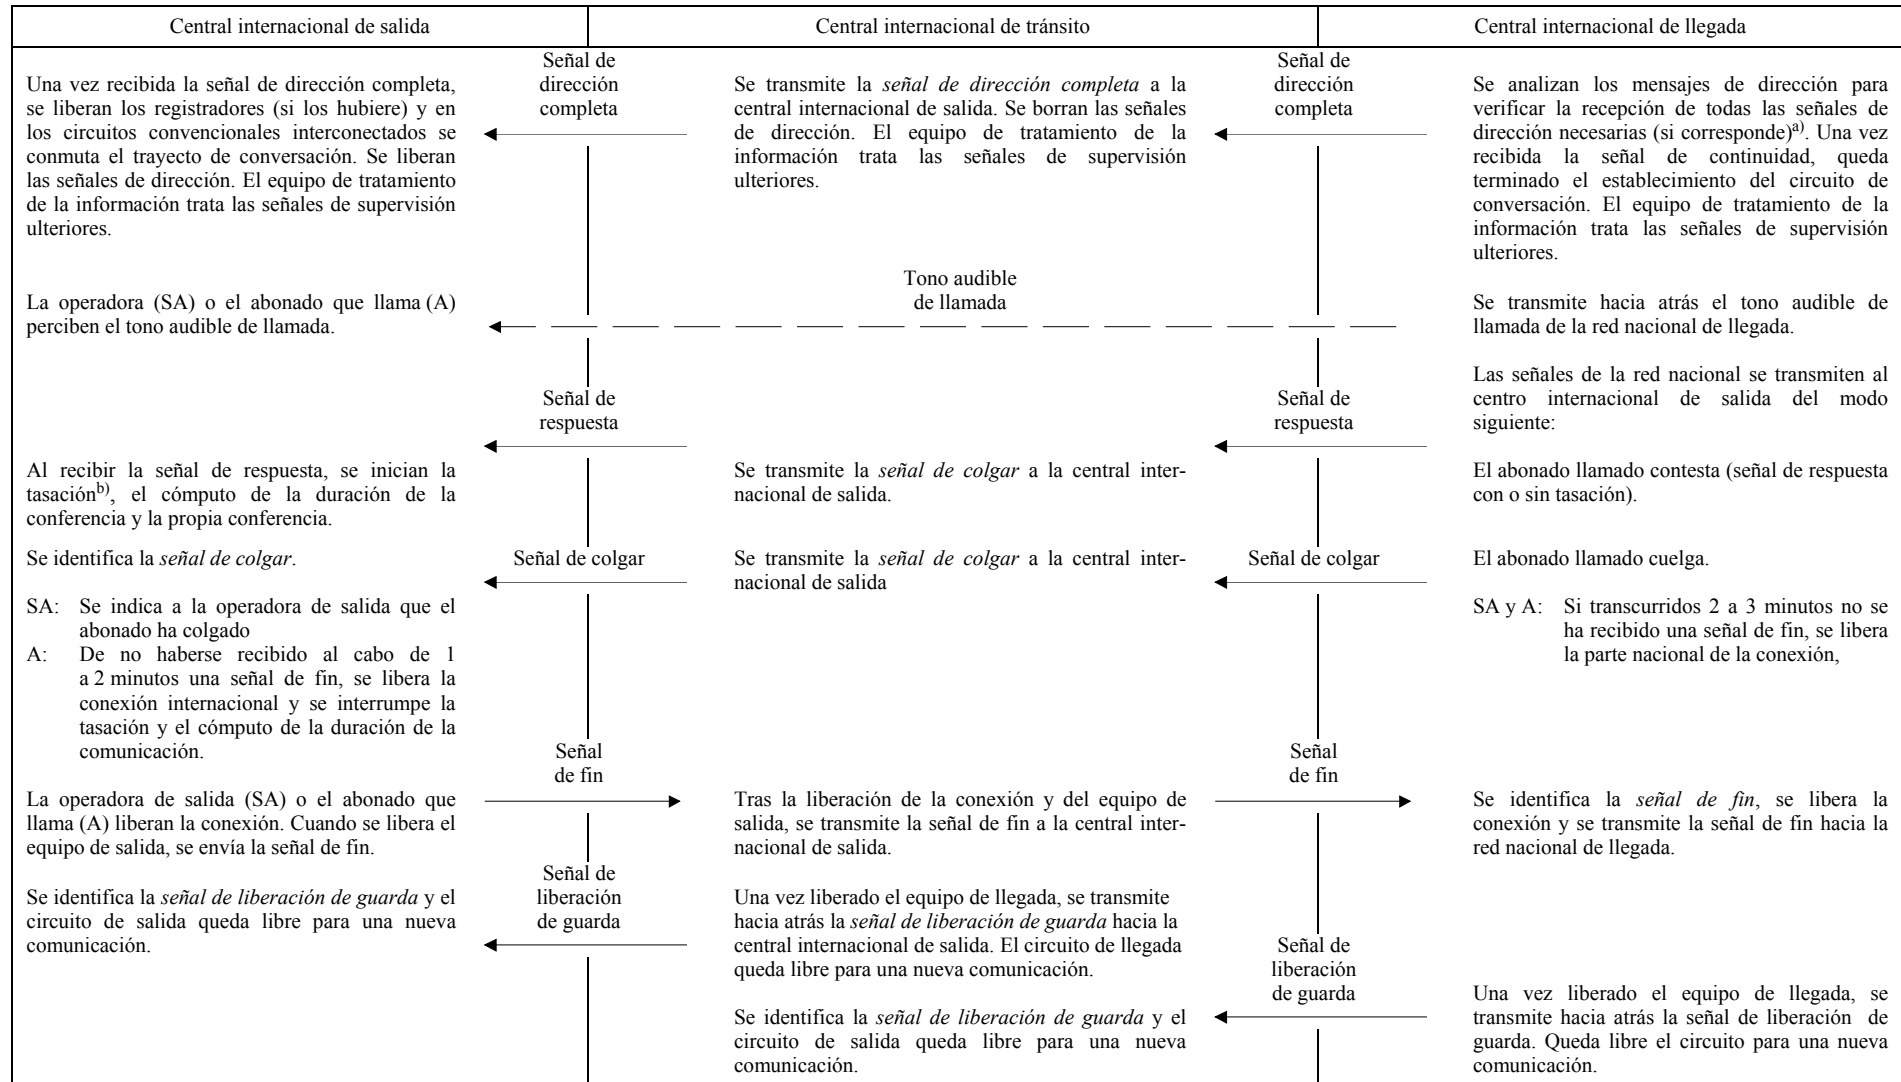 Central internacional de salida
Central internacional de tránsito
Central internacional de llegada
Una vez recibida la señal de dirección completa,
se liberan los registradores (si los hubiere) y en
los circuitos convencionales interconectados se
conmuta el trayecto de conversación. Se liberan
las señales de dirección. El equipo de tratamiento
de la información trata las señales de supervisión
ulteriores.
Señal de
dirección
completa
Se transmite la señal de dirección completa a la
central internacional de salida. Se borran las señales
de dirección. El equipo de tratamiento de la
información trata las señales de supervisión
ulteriores.
Señal de
dirección
completa
Se analizan los mensajes de dirección para
verificar la recepción de todas las señales de
dirección necesarias (si corresponde)a). Una vez
recibida la señal de continuidad, queda
terminado el establecimiento del circuito de
conversación. El equipo de tratamiento de la
información trata las señales de supervisión
ulteriores.
La operadora (SA) o el abonado que llama (A)
perciben el tono audible de llamada.
Tono audible
de llamada
Se transmite hacia atrás el tono audible de
llamada de la red nacional de llegada.
Las señales de la red nacional se transmiten al
centro internacional de salida del modo
siguiente:
Señal de
respuesta
Señal de
respuesta
Al recibir la señal de respuesta, se inician la
tasaciónb), el cómputo de la duración de la
conferencia y la propia conferencia.
Se transmite la señal de colgar a la central inter-
nacional de salida.
El abonado llamado contesta (señal de respuesta
con o sin tasación).
Se identifica la señal de colgar.
Señal de colgar
Se transmite la señal de colgar a la central inter-
nacional de salida
Señal de colgar
El abonado llamado cuelga.
SA: Se indica a la operadora de salida que el
abonado ha colgado
A: De no haberse recibido al cabo de 1
a 2 minutos una señal de fin, se libera la
conexión internacional y se interrumpe la
tasación y el cómputo de la duración de la
comunicación.
SA y A: Si transcurridos 2 a 3 minutos no se
ha recibido una señal de fin, se libera
la parte nacional de la conexión,
Señal
de fin
Señal
de fin
La operadora de salida (SA) o el abonado que
llama (A) liberan la conexión. Cuando se libera el
equipo de salida, se envía la señal de fin.
Tras la liberación de la conexión y del equipo de
salida, se transmite la señal de fin a la central inter-
nacional de salida.
Se identifica la señal de fin, se libera la
conexión y se transmite la señal de fin hacia la
red nacional de llegada.
Se identifica la señal de liberación de guarda y el
circuito de salida queda libre para una nueva
comunicación.
Señal de
liberación
de guarda
Una vez liberado el equipo de llegada, se transmite
hacia atrás la señal de liberación de guarda hacia la
central internacional de salida. El circuito de llegada
queda libre para una nueva comunicación.
Se identifica la señal de liberación de guarda y el
circuito de salida queda libre para una nueva
comunicación.
Señal de
liberación
de guarda
Una vez liberado el equipo de llegada, se
transmite hacia atrás la señal de liberación de
guarda. Queda libre el circuito para una nueva
comunicación.